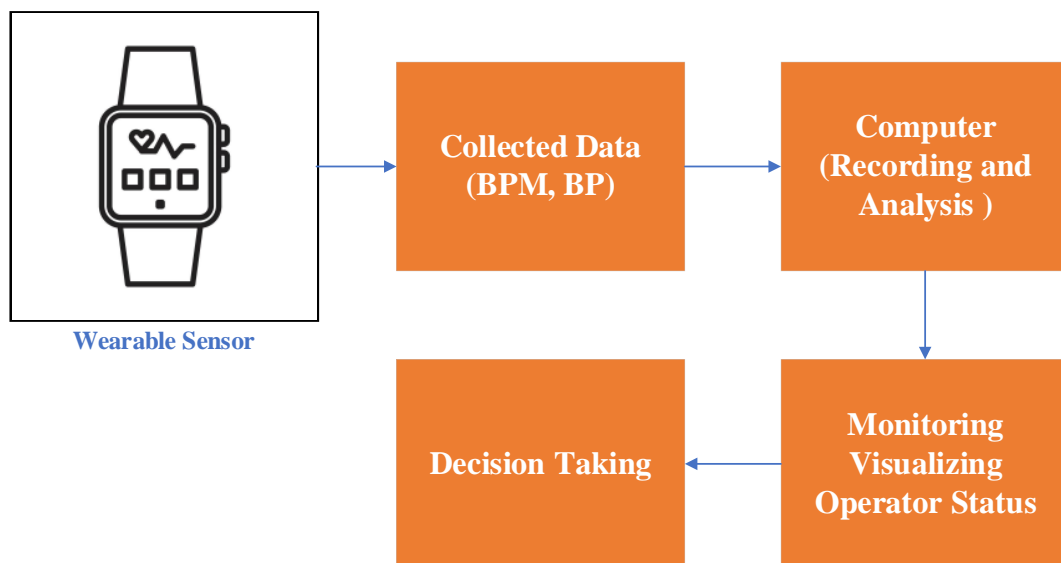 Wearable Sensor
Collected Data
(BPM, BP)
Computer
(Recording and
Analysis )
Monitoring
Visualizing
Operator Status
Decision Taking